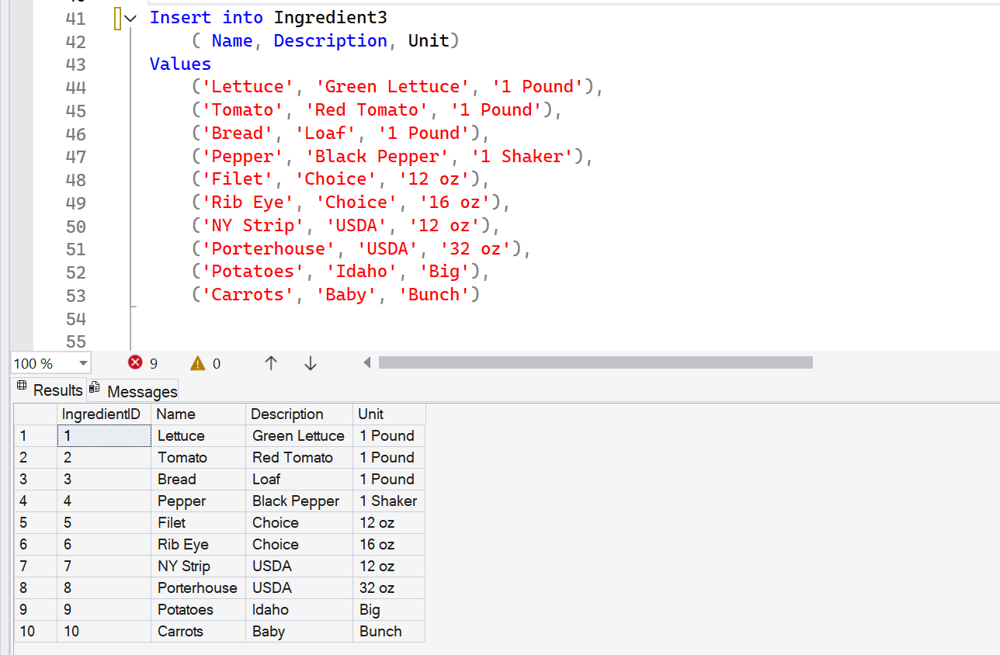 41 Insert into Ingredient3
42 ( Name, Description, Unit)
43 Values
44 ('Lettuce', 'Green Lettuce', '1 Pound'),
45 ('Tomato', 'Red Tomato', '1 Pound'),
46 ('Bread', 'Loaf', '1 Pound'),
47 ('Pepper', 'Black Pepper', '1 Shaker'),
48 ('Filet', 'Choice', '12 oz'),
49 ('Rib Eye', 'Choice', '16 oz'),
50 ('NY Strip', 'USDA', '12 oz'),
51 ('Porterhouse', 'USDA', '32 oz'),
52 ('Potatoes', 'Idaho', 'Big'),
53 ('Carrots', 'Baby', 'Bunch')
54
55
100 % 9 0
Results Messages
IngredientID Name Description Unit
1 1 Lettuce Green Lettuce 1 Pound
2 2 Tomato Red Tomato 1 Pound
3 3 Bread Loaf 1 Pound
4 4 Pepper Black Pepper 1 Shaker
5 5 Filet Choice 12 oz
6 6 Rib Eye Choice 16 oz
7 7 NY Strip USDA 12 oz
8 8 Porterhouse USDA 32 oz
9 9 Potatoes Idaho Big
10 10 Carrots Baby Bunch